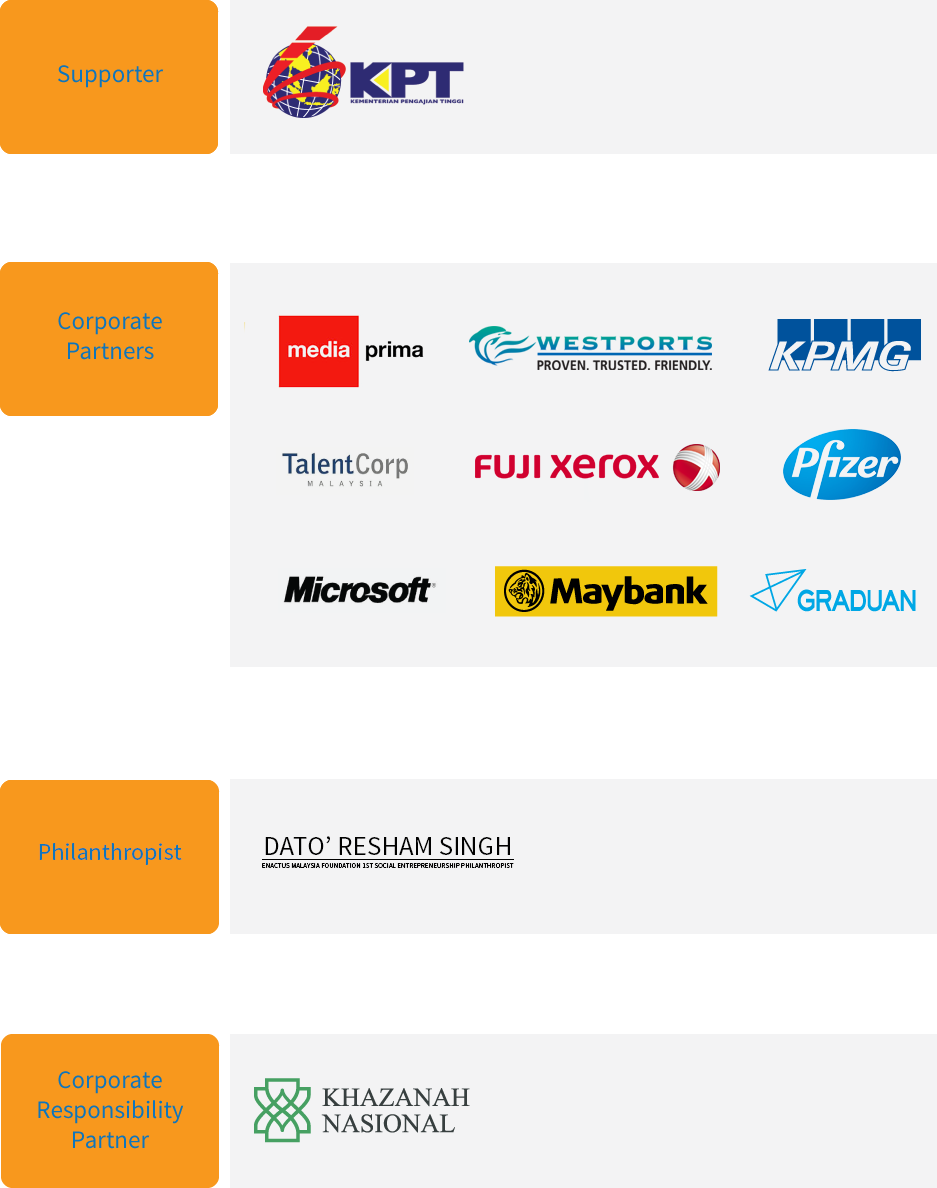 Supporter
KPT
KEMENTERIAN PENGAJIAN TINGGI
Corporate
Partners
media prima
WESTPORTS
PROVEN. TRUSTED. FRIENDLY.
KPMG
TalentCorp
MALAYSIA
FUJI xerox
Pfizer
Microsoft®
Maybank
GRADUAN
Philanthropist
DATO’ RESHAM SINGH
ENACTUS MALAYSIA FOUNDATION 1ST SOCIAL ENTREPRENEURSHIP PHILANTHROPIST
Corporate
Responsibility
Partner
KHAZANAH
NASIONAL